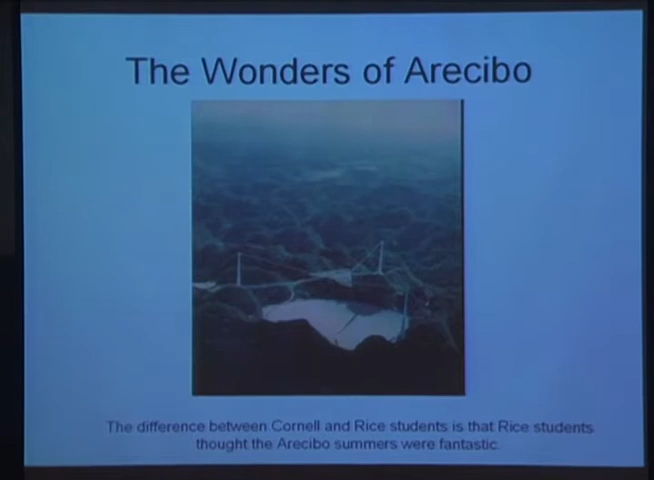 The Wonders of Arecibo
The difference between Cornell and Rice students is that Rice students
thought the Arecibo summers were fantastic.